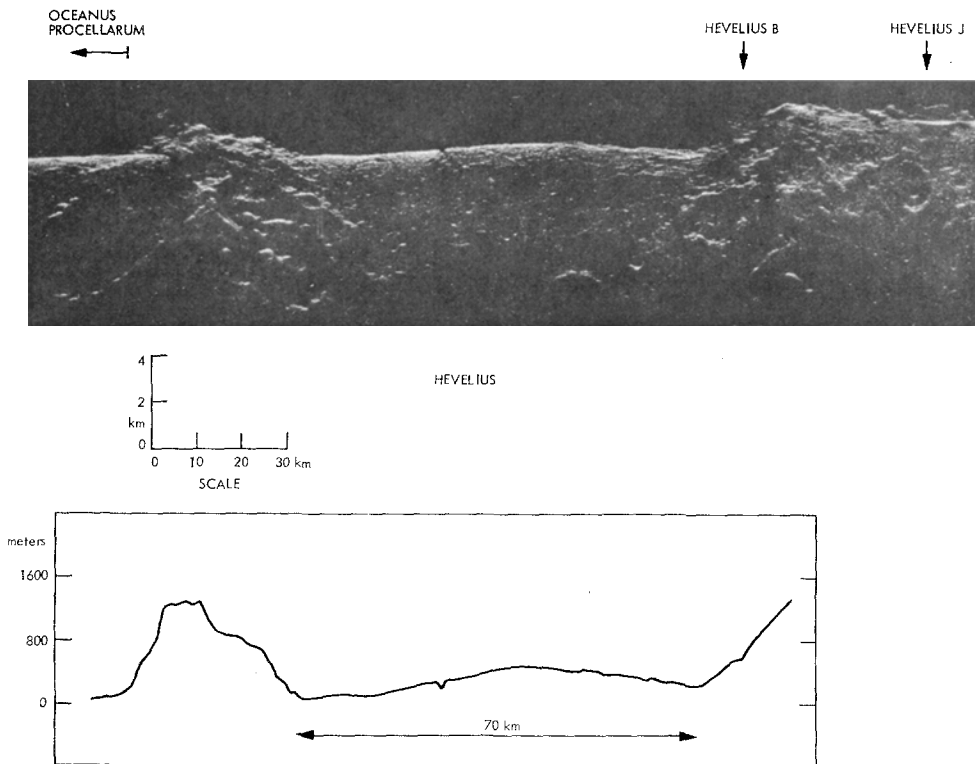 OCEANUS
PROCELLARUM
HEVELIUS B
HEVELIUS J
4
2
km
0
0 10 20 30 km
SCALE
HEVELIUS
meters
1600
800
0
70 km